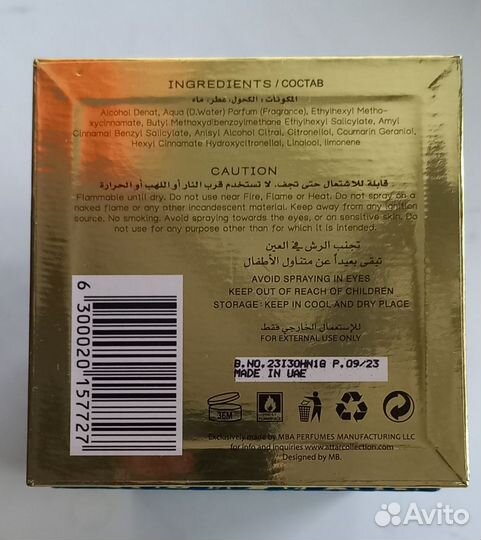 INGREDIENTS / СОСТАВ
المكونات: الكحول، عطر، ماء
Alcohol Denat, Aqua (D.Water) Parfum (Fragrance), Ethylhexyl Metho-
xycinnamate, Butyl Methoxydibenzoylmethane Ethylhexyl Salicylate, Amyl
Cinnamal Benzyl Salicylate, Anisyl Alcohol Citral, Citronellol, Coumarin Geraniol,
Hexyl Cinnamate Hydroxycitronellal, Linalool, limonene
CAUTION
قابلة للاشتعال حتى تجف. لا تستخدم قرب النار أو اللهب أو الحرارة
Flammable until dry. Do not use near Fire, Flame or Heat. Do not spray on a
naked flame or any other incandescent material. Keep away from any ignition
source. No smoking. Avoid spraying towards the eyes, or on sensitive skin. Do
not use for any purpose other than for which it is intended.
تجنب الرش في العين
تبقى بعيداً عن متناول الأطفال
AVOID SPRAYING IN EYES
KEEP OUT OF REACH OF CHILDREN
STORAGE: KEEP IN COOL AND DRY PLACE
للإستعمال الخارجي فقط
FOR EXTERNAL USE ONLY
B.NO,23I30HN1Q P.09/23
MADE IN UAE
36M
Exclusively made by MBA PERFUMES MANUFACTURING LLC
for info and inquiries www.attarcollection.com
Designed by MB.
6 300020 157727
Avito